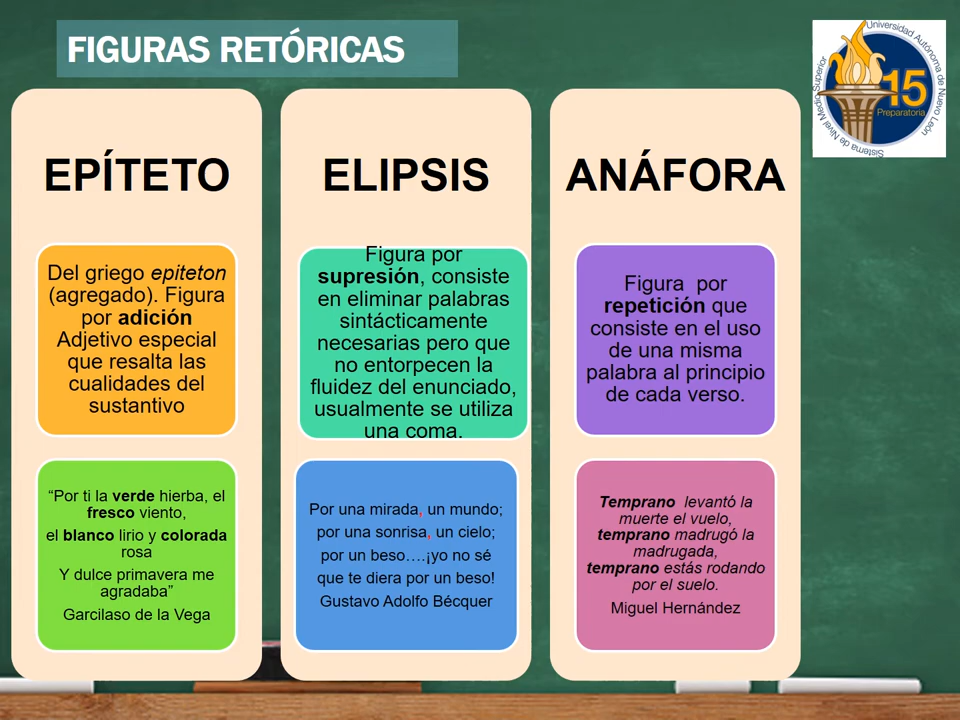 FIGURAS RETÓRICAS
Universidad Autónoma de Nuevo León
Sistema de Nivel Medio Superior
15
Preparatoria
EPÍTETO
Del griego epiteton
(agregado). Figura
por adición
Adjetivo especial
que resalta las
cualidades del
sustantivo
“Por ti la verde hierba, el
fresco viento,
el blanco lirio y colorada
rosa
Y dulce primavera me
agradaba”
Garcilaso de la Vega
ELIPSIS
Figura por
supresión, consiste
en eliminar palabras
sintácticamente
necesarias pero que
no entorpecen la
fluidez del enunciado,
usualmente se utiliza
una coma.
Por una mirada, un mundo;
por una sonrisa, un cielo;
por un beso….¡yo no sé
que te diera por un beso!
Gustavo Adolfo Bécquer
ANÁFORA
Figura por
repetición que
consiste en el uso
de una misma
palabra al principio
de cada verso.
Temprano levantó la
muerte el vuelo,
temprano madrugó la
madrugada,
temprano estás rodando
por el suelo.
Miguel Hernández